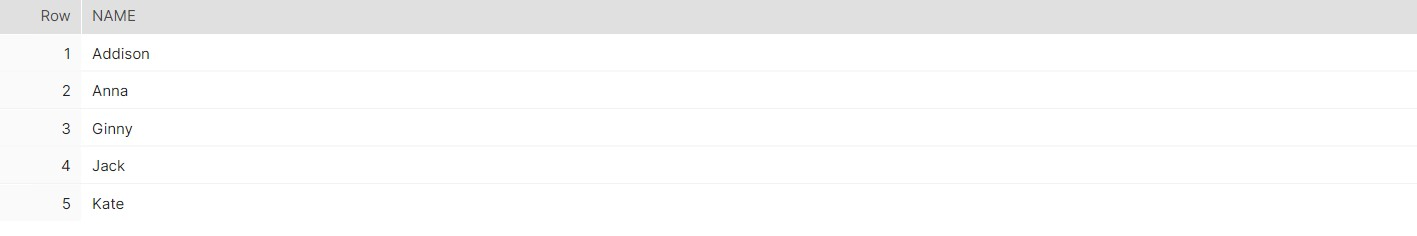 Row NAME
1 Addison
2 Anna
3 Ginny
4 Jack
5 Kate